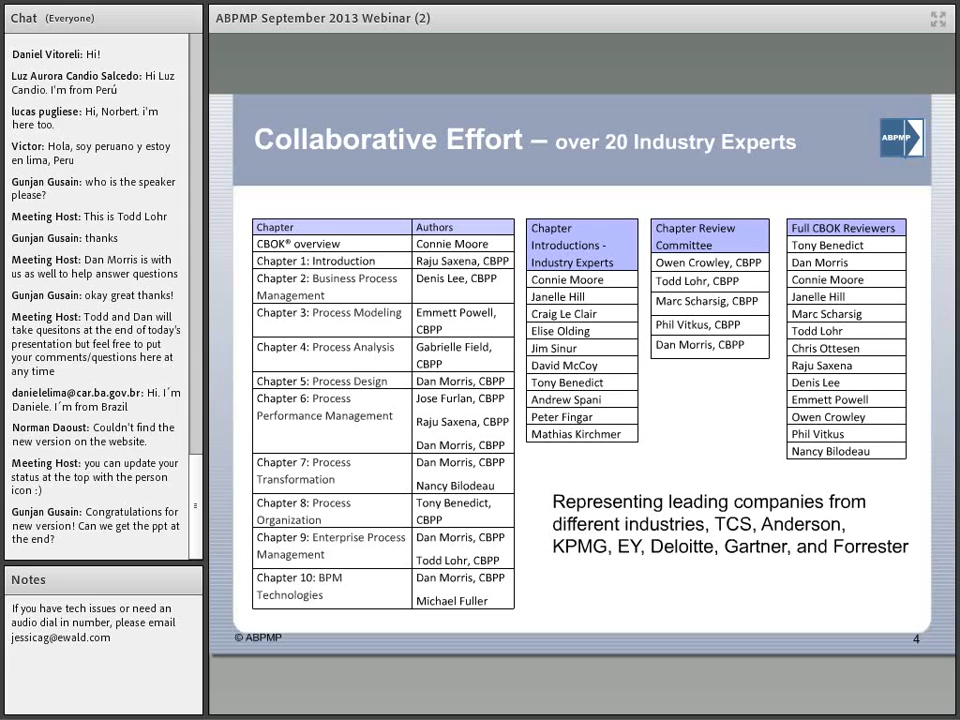 Chat (Everyone)
Daniel Vitoreli: Hi!
Luz Aurora Candio Salcedo: Hi Luz
Candio. I'm from Perú
lucas pugliese: Hi, Norbert. i'm
here too.
Victor: Hola, soy peruano y estoy
en lima, Peru
Gunjan Gusain: who is the speaker
please?
Meeting Host: This is Todd Lohr
Gunjan Gusain: thanks
Meeting Host: Dan Morris is with
us as well to help answer questions
Gunjan Gusain: okay great thanks!
Meeting Host: Todd and Dan will
take quesitons at the end of today's
presentation but feel free to put
your comments/questions here at
any time
danielelima@car.ba.gov.br: Hi. I´m
Daniele. I´m from Brazil
Norman Daoust: Couldn't find the
new version on the website.
Meeting Host: you can update your
status at the top with the person
icon :)
Gunjan Gusain: Congratulations for
new version! Can we get the ppt at
the end?
Notes
If you have tech issues or need an
audio dial in number, please email
jessicag@ewald.com
ABPMP September 2013 Webinar (2)
Collaborative Effort – over 20 Industry Experts
ABPMP
Chapter Authors
CBOK® overview Connie Moore
Chapter 1: Introduction Raju Saxena, CBPP
Chapter 2: Business Process Denis Lee, CBPP
Management
Chapter 3: Process Modeling Emmett Powell,
CBPP
Chapter 4: Process Analysis Gabrielle Field,
CBPP
Chapter 5: Process Design Dan Morris, CBPP
Chapter 6: Process Jose Furlan, CBPP
Performance Management Raju Saxena, CBPP
Dan Morris, CBPP
Chapter 7: Process Dan Morris, CBPP
Transformation Nancy Bilodeau
Chapter 8: Process Tony Benedict,
Organization CBPP
Chapter 9: Enterprise Process Dan Morris, CBPP
Management Todd Lohr, CBPP
Chapter 10: BPM Dan Morris, CBPP
Technologies Michael Fuller
Chapter
Introductions -
Industry Experts
Connie Moore
Janelle Hill
Craig Le Clair
Elise Olding
Jim Sinur
David McCoy
Tony Benedict
Andrew Spani
Peter Fingar
Mathias Kirchmer
Chapter Review
Committee
Owen Crowley, CBPP
Todd Lohr, CBPP
Marc Scharsig, CBPP
Phil Vitkus, CBPP
Dan Morris, CBPP
Full CBOK Reviewers
Tony Benedict
Dan Morris
Connie Moore
Janelle Hill
Marc Scharsig
Todd Lohr
Chris Ottesen
Raju Saxena
Denis Lee
Emmett Powell
Owen Crowley
Phil Vitkus
Nancy Bilodeau
Representing leading companies from
different industries, TCS, Anderson,
KPMG, EY, Deloitte, Gartner, and Forrester
© ABPMP
4